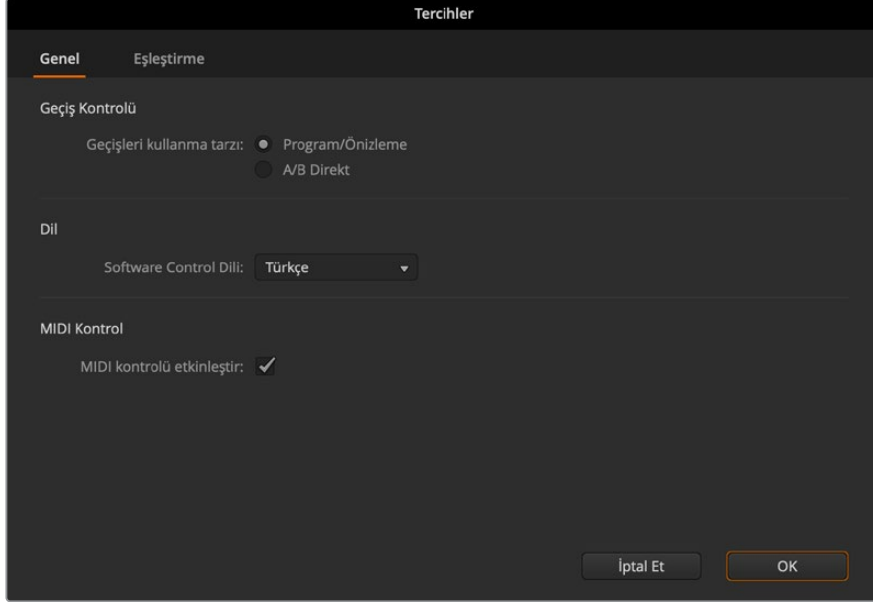 Tercihler
Genel Eşleştirme
Geçiş Kontrolü
Geçişleri kullanma tarzı: Program/Önizleme
A/B Direkt
Dil
Software Control Dili: Türkçe
MIDI Kontrol
MIDI kontrolü etkinleştir:
İptal Et OK